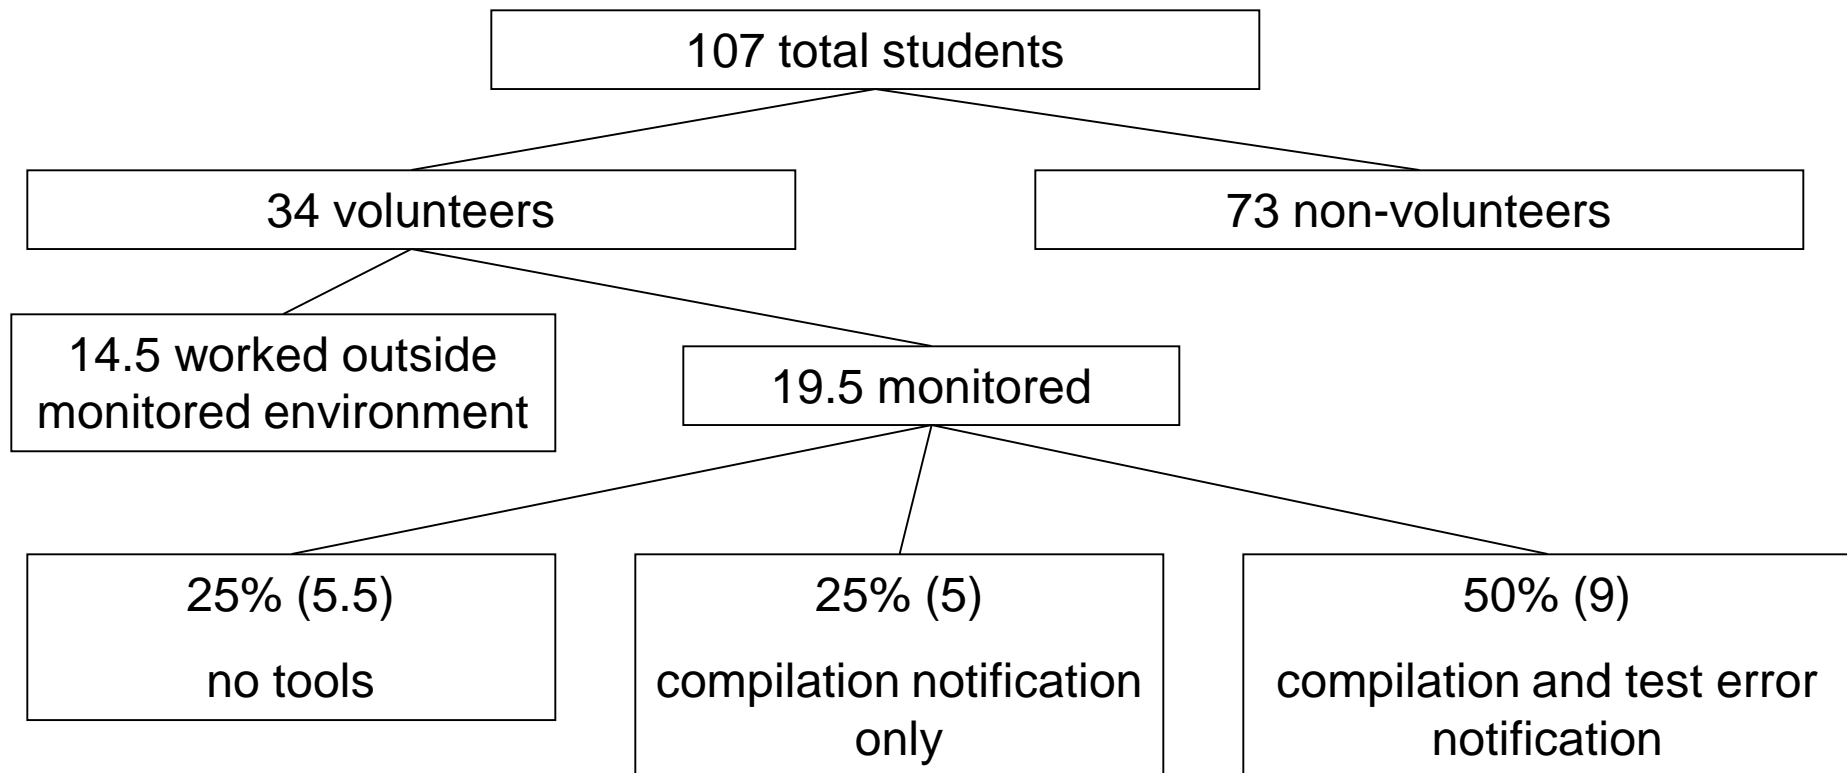 107 total students
34 volunteers
73 non-volunteers
14.5 worked outside
monitored environment
19.5 monitored
25% (5.5)
no tools
25% (5)
compilation notification
only
50% (9)
compilation and test error
notification